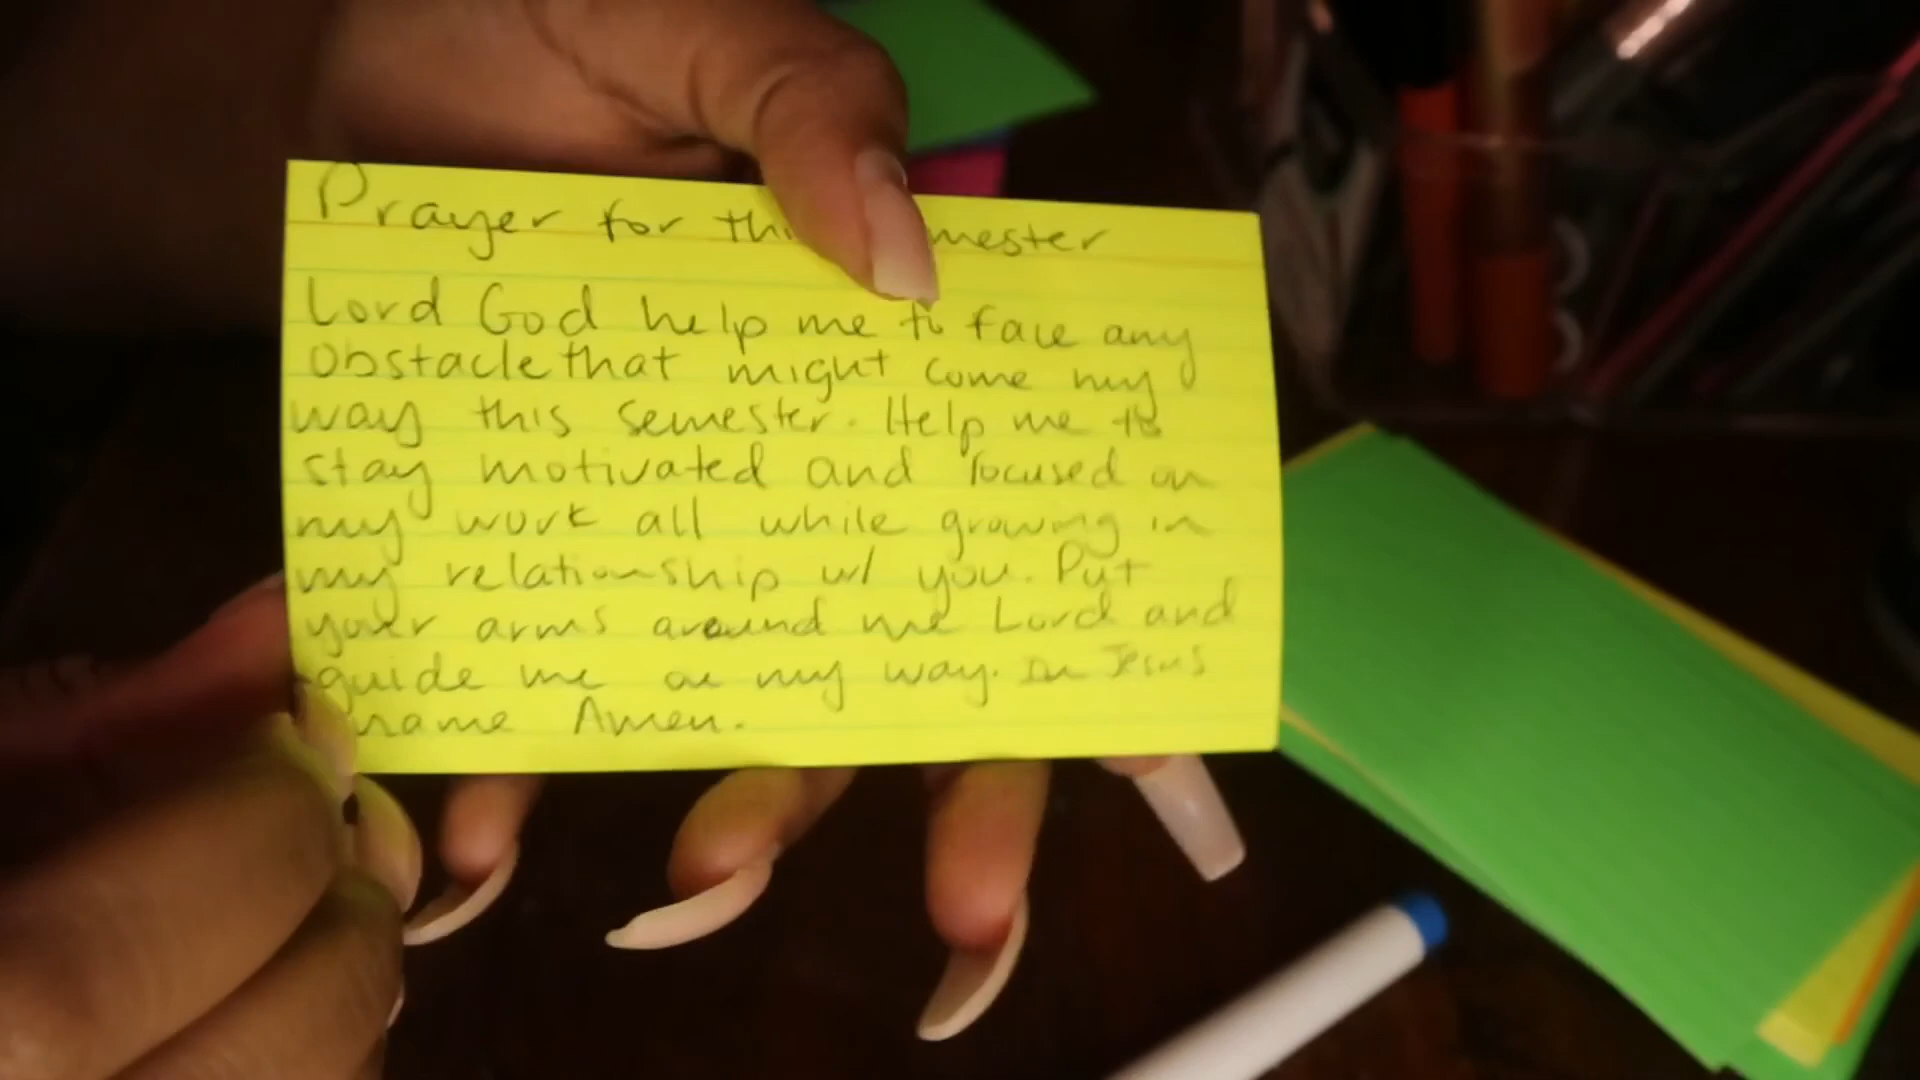 Prayer for this semester
Lord God help me to face any
obstacle that might come my
way this semester. Help me to
stay motivated and focused on
my work all while growing in
my relationship w/ you. Put
your arms around me Lord and
guide me on my way. In Jesus
name Amen.